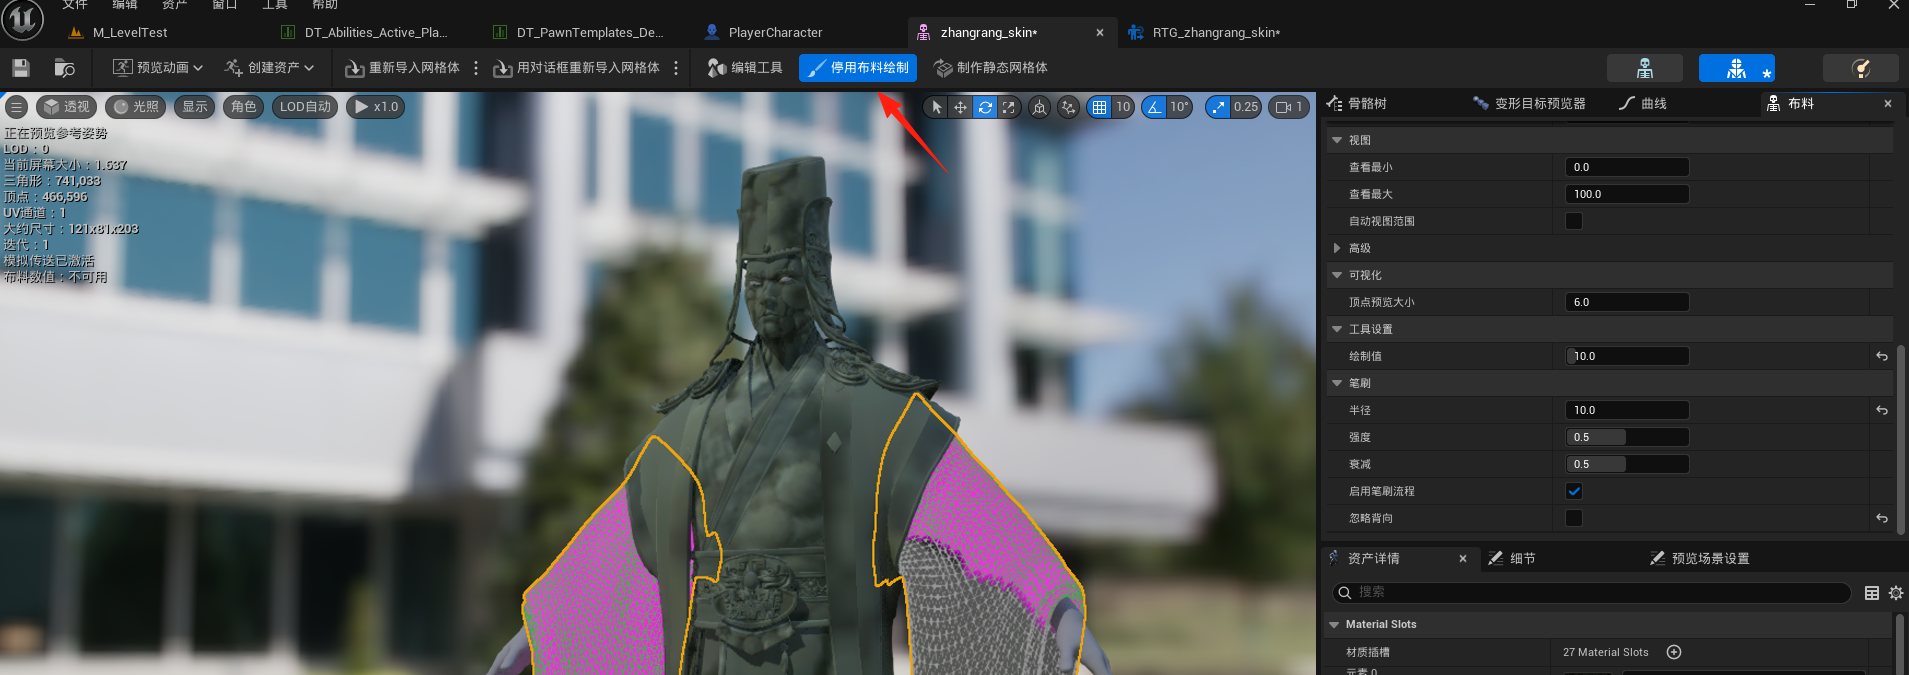 文件 编辑 资产 窗口 工具 帮助
M_LevelTest
DT_Abilities_Active_Pla...
DT_PawnTemplates_De...
PlayerCharacter
zhangrang_skin*
RTG_zhangrang_skin*
预览动画
创建资产
重新导入网格体
用对话框重新导入网格体
编辑工具
停用布料绘制
制作静态网格体
透视
光照
显示
角色
LOD自动
x1.0
10
10°
0.25
1
正在预览参考姿势
LOD：0
当前屏幕大小：1.637
三角形：741,033
顶点：466,596
UV通道：1
大约尺寸：121x81x203
迭代：1
模拟传送已激活
布料数值：不可用
骨骼树
变形目标预览器
曲线
布料
视图
查看最小 0.0
查看最大 100.0
自动视图范围
高级
可视化
顶点预览大小 6.0
工具设置
绘制值 10.0
笔刷
半径 10.0
强度 0.5
衰减 0.5
启用笔刷流程
忽略背向
资产详情
细节
预览场景设置
搜索
Material Slots
材质插槽 27 Material Slots
元素 0